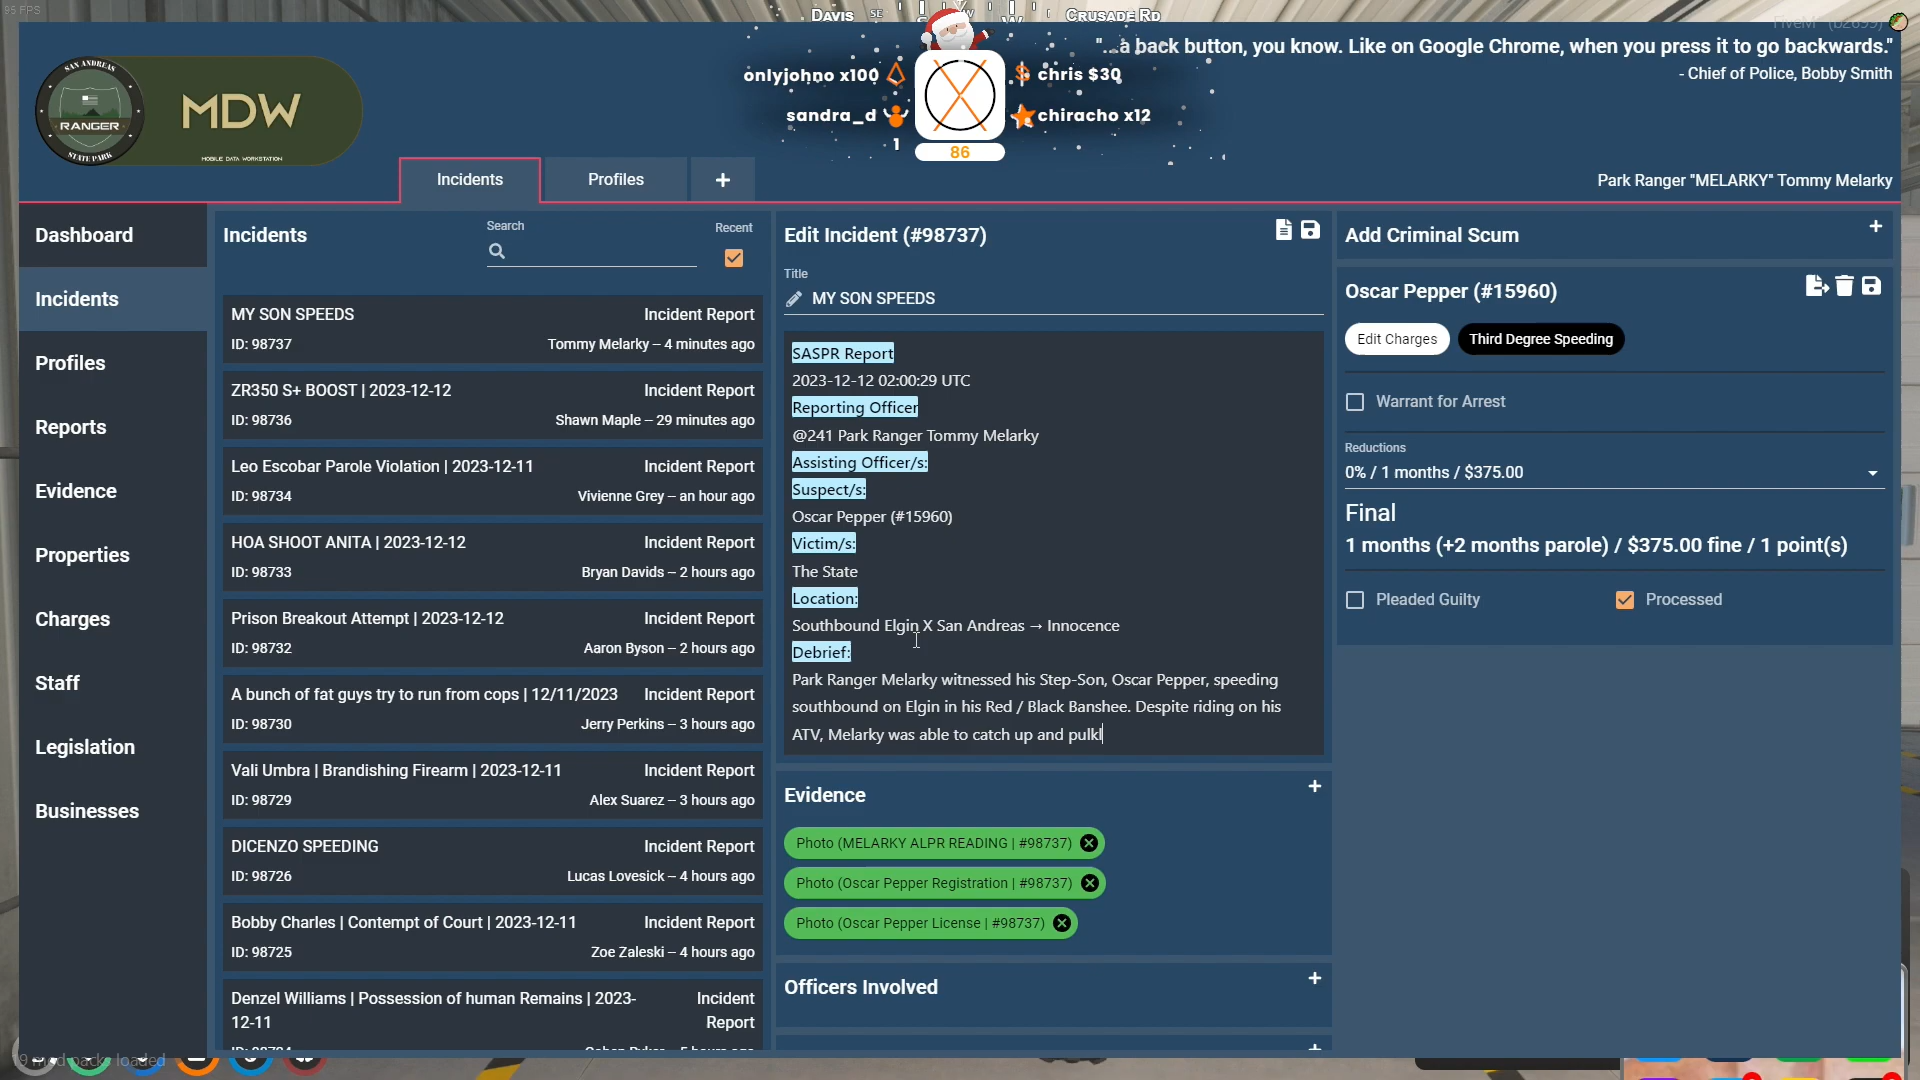 95 FPS
DAVIS SE W CRUSADE RD
"...a back button, you know. Like on Google Chrome, when you press it to go backwards."
- Chief of Police, Bobby Smith
onlyjohno x100
chris $30
sandra_d
1
chiracho x12
86
SAN ANDREAS
RANGER
STATE PARK
MDW
MOBILE DATA WORKSTATION
Incidents
Profiles
+
Park Ranger "MELARKY" Tommy Melarky
Dashboard
Incidents
Profiles
Reports
Evidence
Properties
Charges
Staff
Legislation
Businesses
Incidents
Search
Recent
MY SON SPEEDS Incident Report
ID: 98737 Tommy Melarky – 4 minutes ago
ZR350 S+ BOOST | 2023-12-12 Incident Report
ID: 98736 Shawn Maple – 29 minutes ago
Leo Escobar Parole Violation | 2023-12-11 Incident Report
ID: 98734 Vivienne Grey – an hour ago
HOA SHOOT ANITA | 2023-12-12 Incident Report
ID: 98733 Bryan Davids – 2 hours ago
Prison Breakout Attempt | 2023-12-12 Incident Report
ID: 98732 Aaron Byson – 2 hours ago
A bunch of fat guys try to run from cops | 12/11/2023 Incident Report
ID: 98730 Jerry Perkins – 3 hours ago
Vali Umbra | Brandishing Firearm | 2023-12-11 Incident Report
ID: 98729 Alex Suarez – 3 hours ago
DICENZO SPEEDING Incident Report
ID: 98726 Lucas Lovesick – 4 hours ago
Bobby Charles | Contempt of Court | 2023-12-11 Incident Report
ID: 98725 Zoe Zaleski – 4 hours ago
Denzel Williams | Possession of human Remains | 2023- Incident
12-11 Report
Edit Incident (#98737)
Title
MY SON SPEEDS
SASPR Report
2023-12-12 02:00:29 UTC
Reporting Officer
@241 Park Ranger Tommy Melarky
Assisting Officer/s:
Suspect/s:
Oscar Pepper (#15960)
Victim/s:
The State
Location:
Southbound Elgin X San Andreas → Innocence
Debrief:
Park Ranger Melarky witnessed his Step-Son, Oscar Pepper, speeding
southbound on Elgin in his Red / Black Banshee. Despite riding on his
ATV, Melarky was able to catch up and pulkl
Evidence
+
Photo (MELARKY ALPR READING | #98737)
Photo (Oscar Pepper Registration | #98737)
Photo (Oscar Pepper License | #98737)
Officers Involved
+
Add Criminal Scum
+
Oscar Pepper (#15960)
Edit Charges
Third Degree Speeding
Warrant for Arrest
Reductions
0% / 1 months / $375.00
Final
1 months (+2 months parole) / $375.00 fine / 1 point(s)
Pleaded Guilty
Processed
19 mod packs loaded